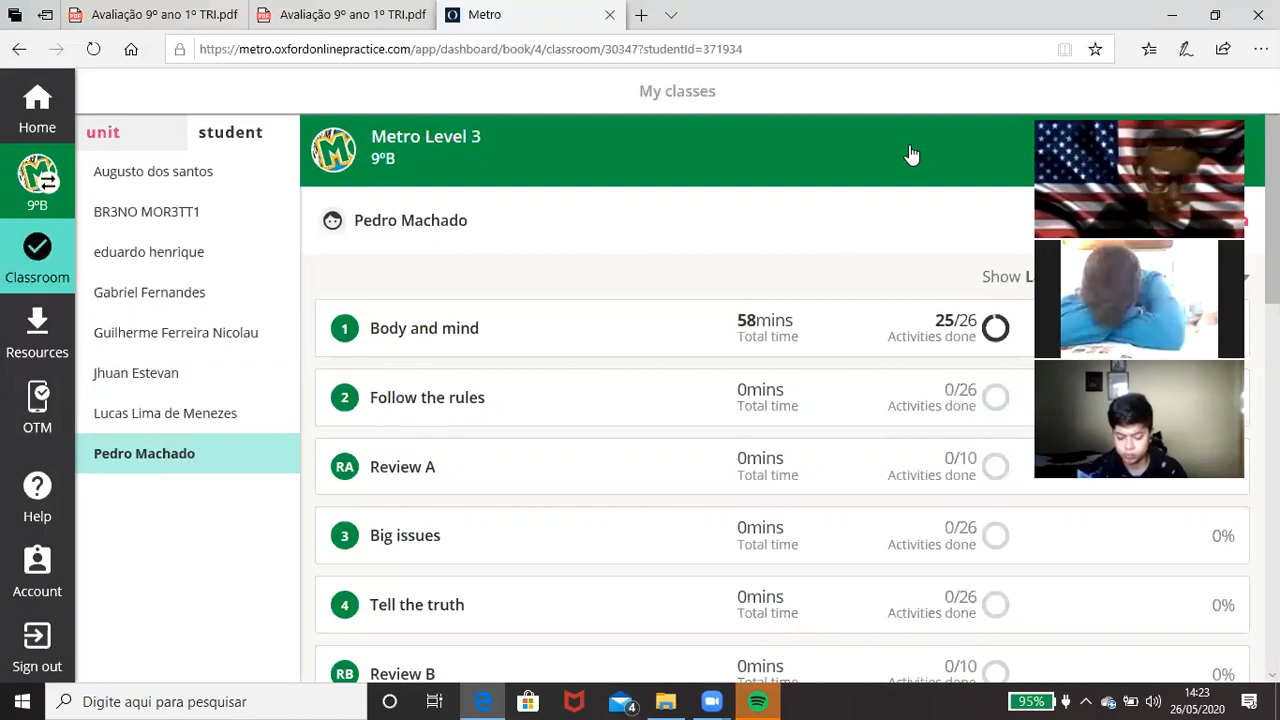 Avaliação 9º ano 1º TRI.pdf
Avaliação 9º ano 1º TRI.pdf
Metro
https://metro.oxfordonlinepractice.com/app/dashboard/book/4/classroom/30347?studentId=371934
My classes
Home
9ºB
Classroom
Resources
OTM
Help
Account
Sign out
unit student
Augusto dos santos
BR3NO MOR3TT1
eduardo henrique
Gabriel Fernandes
Guilherme Ferreira Nicolau
Jhuan Estevan
Lucas Lima de Menezes
Pedro Machado
Metro Level 3
9ºB
Pedro Machado
Show
1 Body and mind 58mins 25/26
Total time Activities done
2 Follow the rules 0mins 0/26
Total time Activities done
RA Review A 0mins 0/10
Total time Activities done
3 Big issues 0mins 0/26 0%
Total time Activities done
4 Tell the truth 0mins 0/26 0%
Total time Activities done
RB Review B 0mins 0/10 0%
Total time Activities done
Digite aqui para pesquisar
4
95%
14:23
26/05/2020